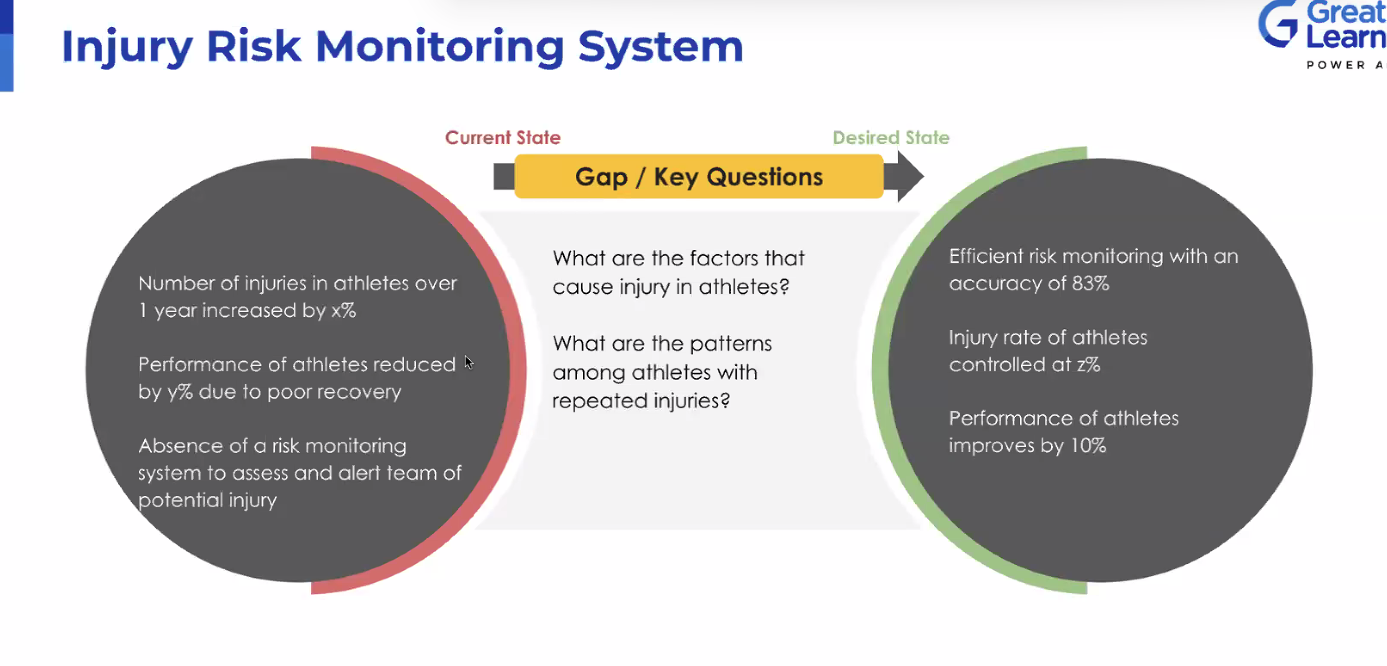 Injury Risk Monitoring System
Great
Learn
POWER A
Current State
Desired State
Gap / Key Questions
Number of injuries in athletes over
1 year increased by x%
Performance of athletes reduced
by y% due to poor recovery
Absence of a risk monitoring
system to assess and alert team of
potential injury
What are the factors that
cause injury in athletes?
What are the patterns
among athletes with
repeated injuries?
Efficient risk monitoring with an
accuracy of 83%
Injury rate of athletes
controlled at z%
Performance of athletes
improves by 10%